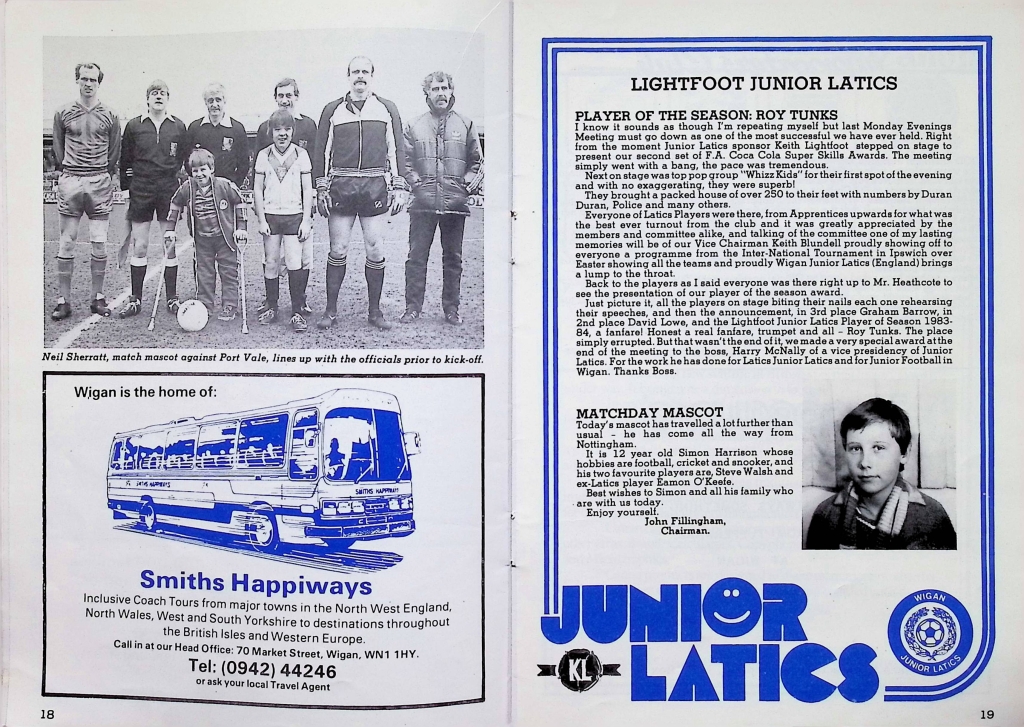 Neil Sherratt, match mascot against Port Vale, lines up with the officials prior to kick-off.
Wigan is the home of:
SMITHS HAPPIWAYS
SMITHS HAPPIWAYS
Smiths Happiways
Inclusive Coach Tours from major towns in the North West England,
North Wales, West and South Yorkshire to destinations throughout
the British Isles and Western Europe.
Call in at our Head Office: 70 Market Street, Wigan, WN1 1HY.
Tel: (0942) 44246
or ask your local Travel Agent
18
LIGHTFOOT JUNIOR LATICS
PLAYER OF THE SEASON: ROY TUNKS
I know it sounds as though I'm repeating myself but last Monday Evenings
Meeting must go down as one of the most successful we have ever held. Right
from the moment Junior Latics sponsor Keith Lightfoot stepped on stage to
present our second set of F.A. Coca Cola Super Skills Awards. The meeting
simply went with a bang, the pace was tremendous.
Next on stage was top pop group "Whizz Kids" for their first spot of the evening
and with no exaggerating, they were superb!
They brought a packed house of over 250 to their feet with numbers by Duran
Duran, Police and many others.
Everyone of Latics Players were there, from Apprentices upwards for what was
the best ever turnout from the club and it was greatly appreciated by the
members and committee alike, and talking of the committee one of my lasting
memories will be of our Vice Chairman Keith Blundell proudly showing off to
everyone a programme from the Inter-National Tournament in Ipswich over
Easter showing all the teams and proudly Wigan Junior Latics (England) brings
a lump to the throat.
Back to the players as I said everyone was there right up to Mr. Heathcote to
see the presentation of our player of the season award.
Just picture it, all the players on stage biting their nails each one rehearsing
their speeches, and then the announcement, in 3rd place Graham Barrow, in
2nd place David Lowe, and the Lightfoot Junior Latics Player of Season 1983-
84, a fanfare! Honest a real fanfare, trumpet and all – Roy Tunks. The place
simply errupted. But that wasn't the end of it, we made a very special award at the
end of the meeting to the boss, Harry McNally of a vice presidency of Junior
Latics. For the work he has done for Latics Junior Latics and for Junior Football in
Wigan. Thanks Boss.
MATCHDAY MASCOT
Today's mascot has travelled a lot further than
usual – he has come all the way from
Nottingham.
It is 12 year old Simon Harrison whose
hobbies are football, cricket and snooker, and
his two favourite players are, Steve Walsh and
ex-Latics player Eamon O'Keefe.
Best wishes to Simon and all his family who
are with us today.
Enjoy yourself.
John Fillingham,
Chairman.
JUNIOR
LATICS
KL
WIGAN
JUNIOR LATICS
19